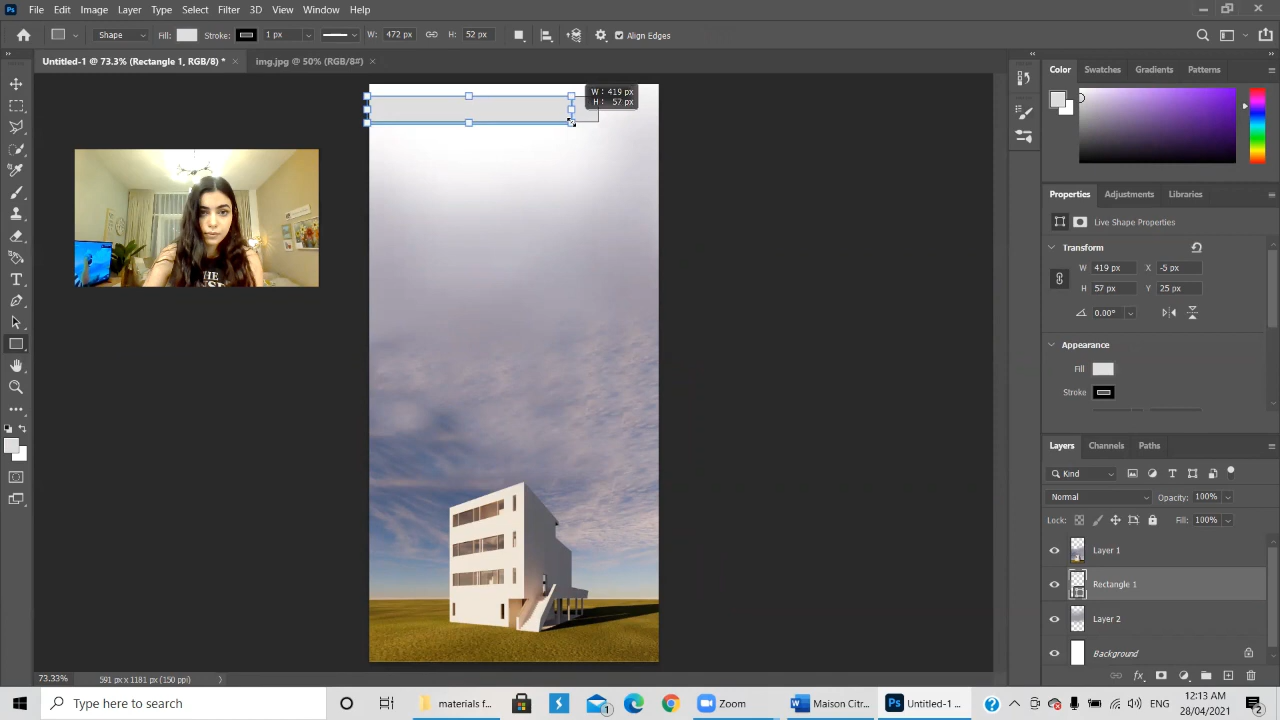 Ps File Edit Image Layer Type Select Filter 3D View Window Help
Shape Fill: Stroke: 1 px W: 472 px H: 52 px Align Edges
Untitled-1 @ 73.3% (Rectangle 1, RGB/8) * × img.jpg @ 50% (RGB/8#) ×
W: 419 px
H: 57 px
THE
Color Swatches Gradients Patterns
Properties Adjustments Libraries
Live Shape Properties
Transform
W 419 px X -5 px
H 57 px Y 25 px
0.00°
Appearance
Fill
Stroke
Layers Channels Paths
Kind
Normal Opacity: 100%
Lock: Fill: 100%
Layer 1
Rectangle 1
Layer 2
Background
73.33% 591 px x 1181 px (150 ppi)
Type here to search
materials f...
1
Zoom
Maison Citr...
Ps Untitled-1 ...
ENG
12:13 AM
28/04/2021
2